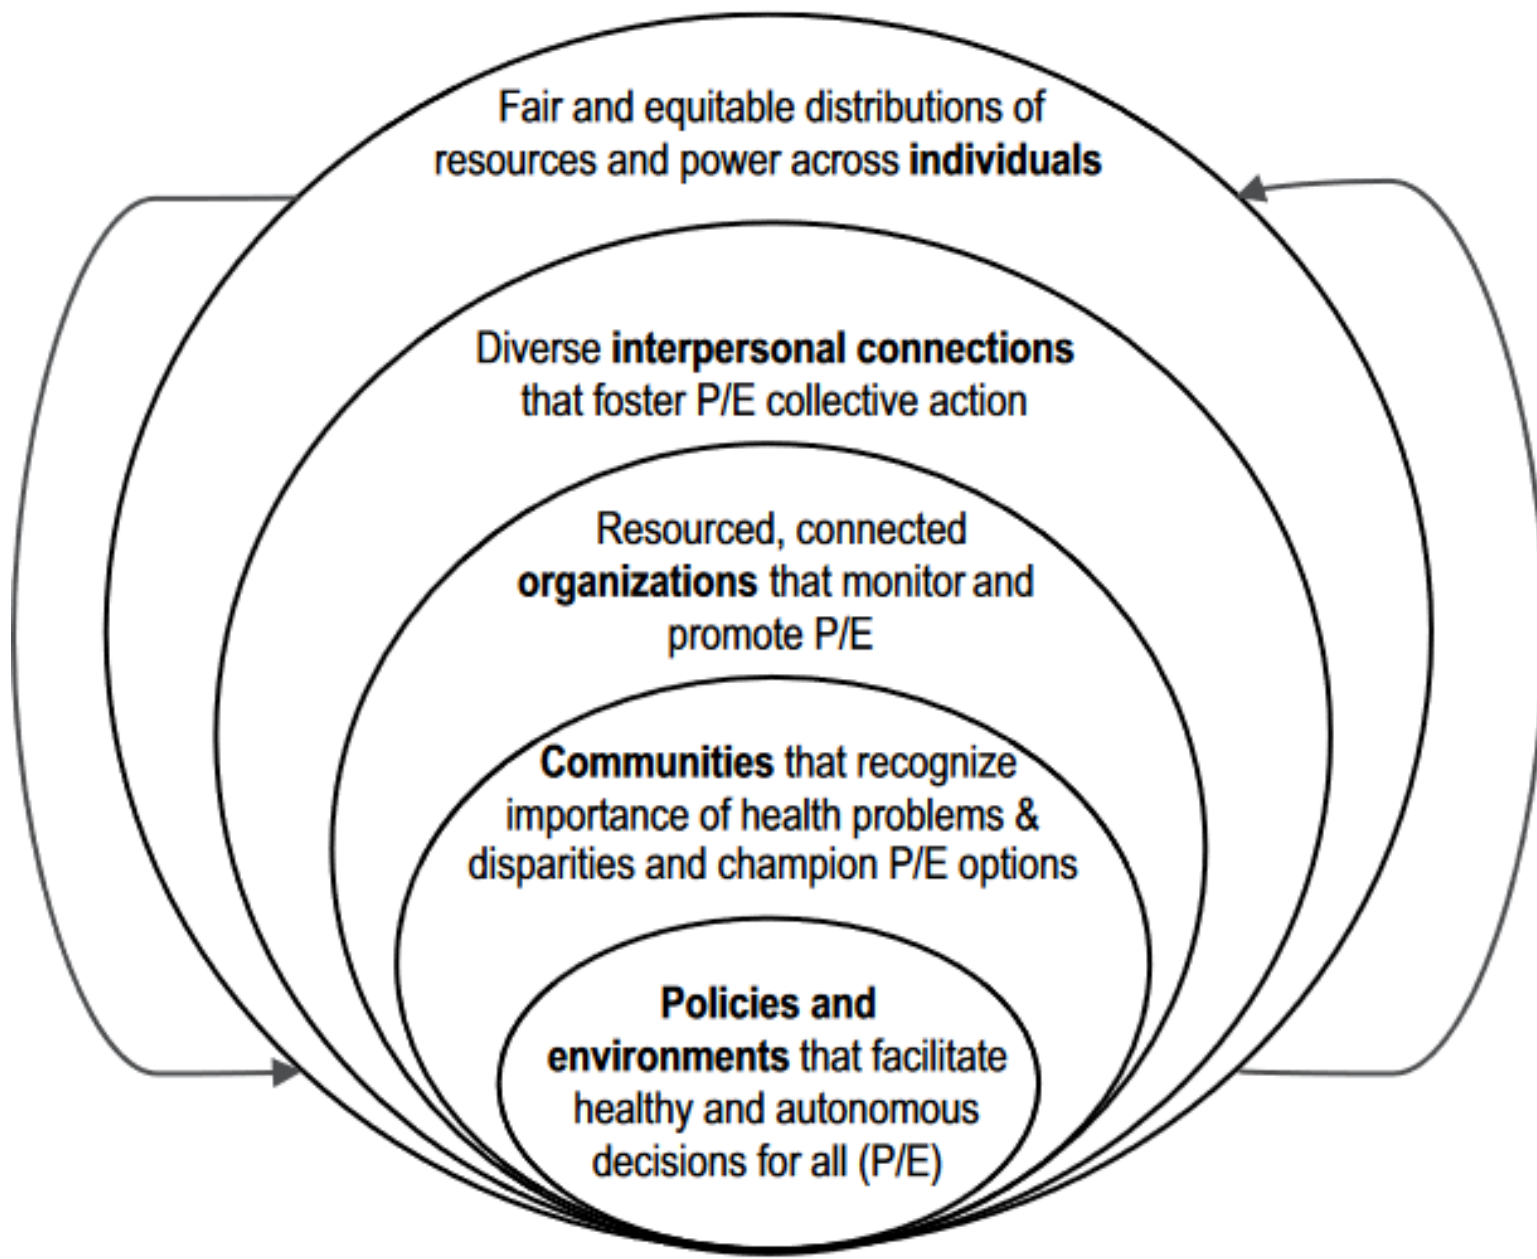 Fair and equitable distributions of
resources and power across individuals
Diverse interpersonal connections
that foster P/E collective action
Resourced, connected
organizations that monitor and
promote P/E
Communities that recognize
importance of health problems &
disparities and champion P/E options
Policies and
environments that facilitate
healthy and autonomous
decisions for all (P/E)